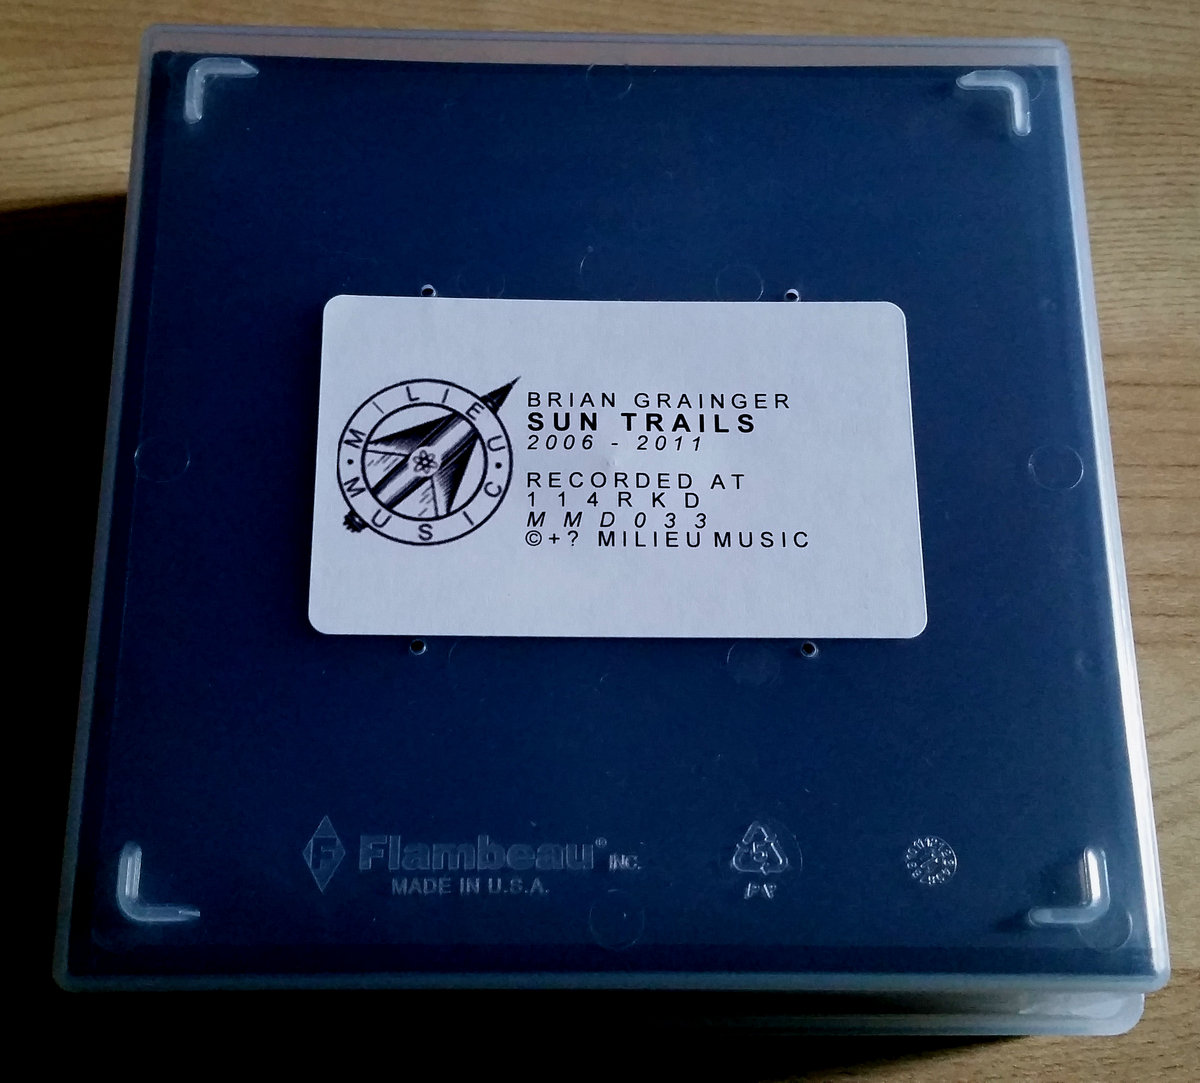 MILIEU • MUSIC •
BRIAN GRAINGER
SUN TRAILS
2006 - 2011
RECORDED AT
114RKD
MMD033
©+? MILIEU MUSIC
F Flambeau® INC.
MADE IN U.S.A.
5
PP